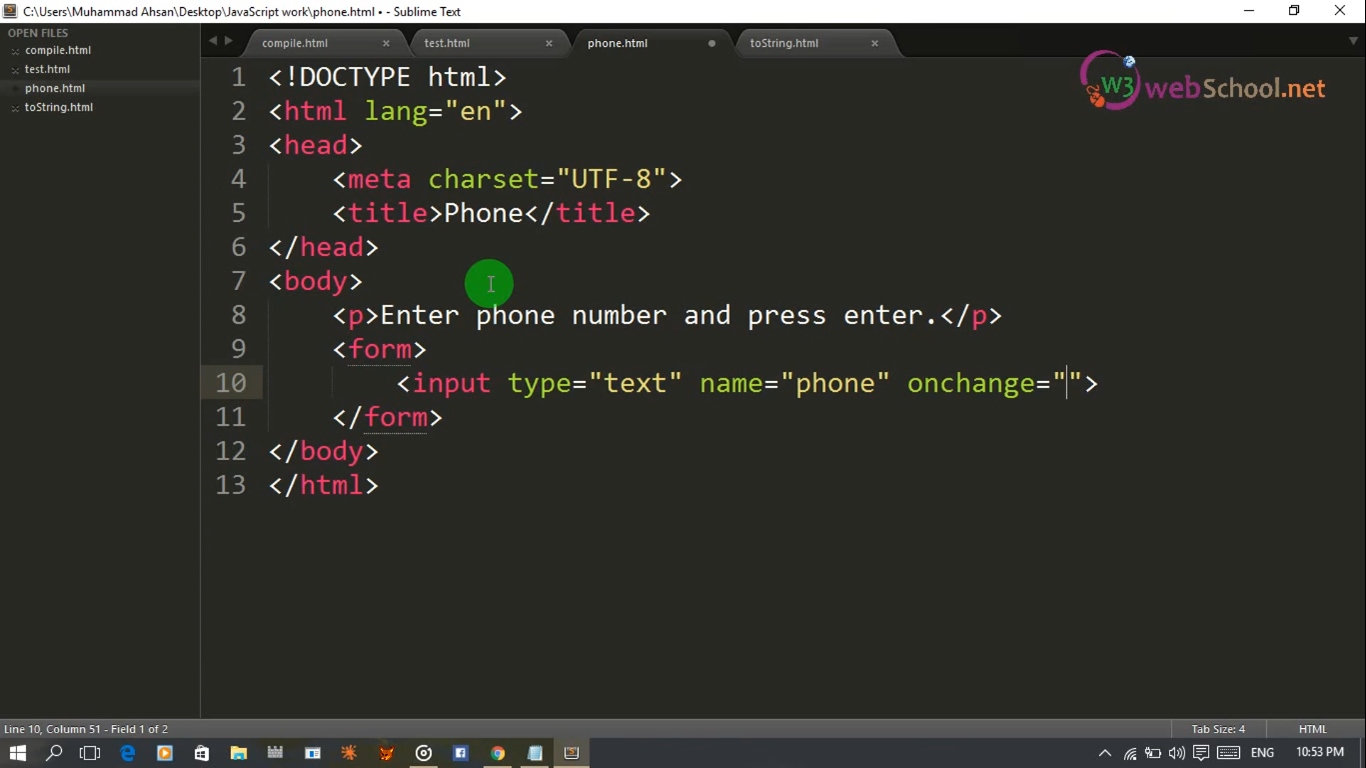 C:\Users\Muhammad Ahsan\Desktop\JavaScript work\phone.html • - Sublime Text
OPEN FILES
compile.html
test.html
phone.html
toString.html
compile.html × test.html × phone.html • toString.html ×
W3 webSchool.net
1 <!DOCTYPE html>
2 <html lang="en">
3 <head>
4 <meta charset="UTF-8">
5 <title>Phone</title>
6 </head>
7 <body>
8 <p>Enter phone number and press enter.</p>
9 <form>
10 <input type="text" name="phone" onchange="">
11 </form>
12 </body>
13 </html>
Line 10, Column 51 - Field 1 of 2 Tab Size: 4 HTML
ENG 10:53 PM